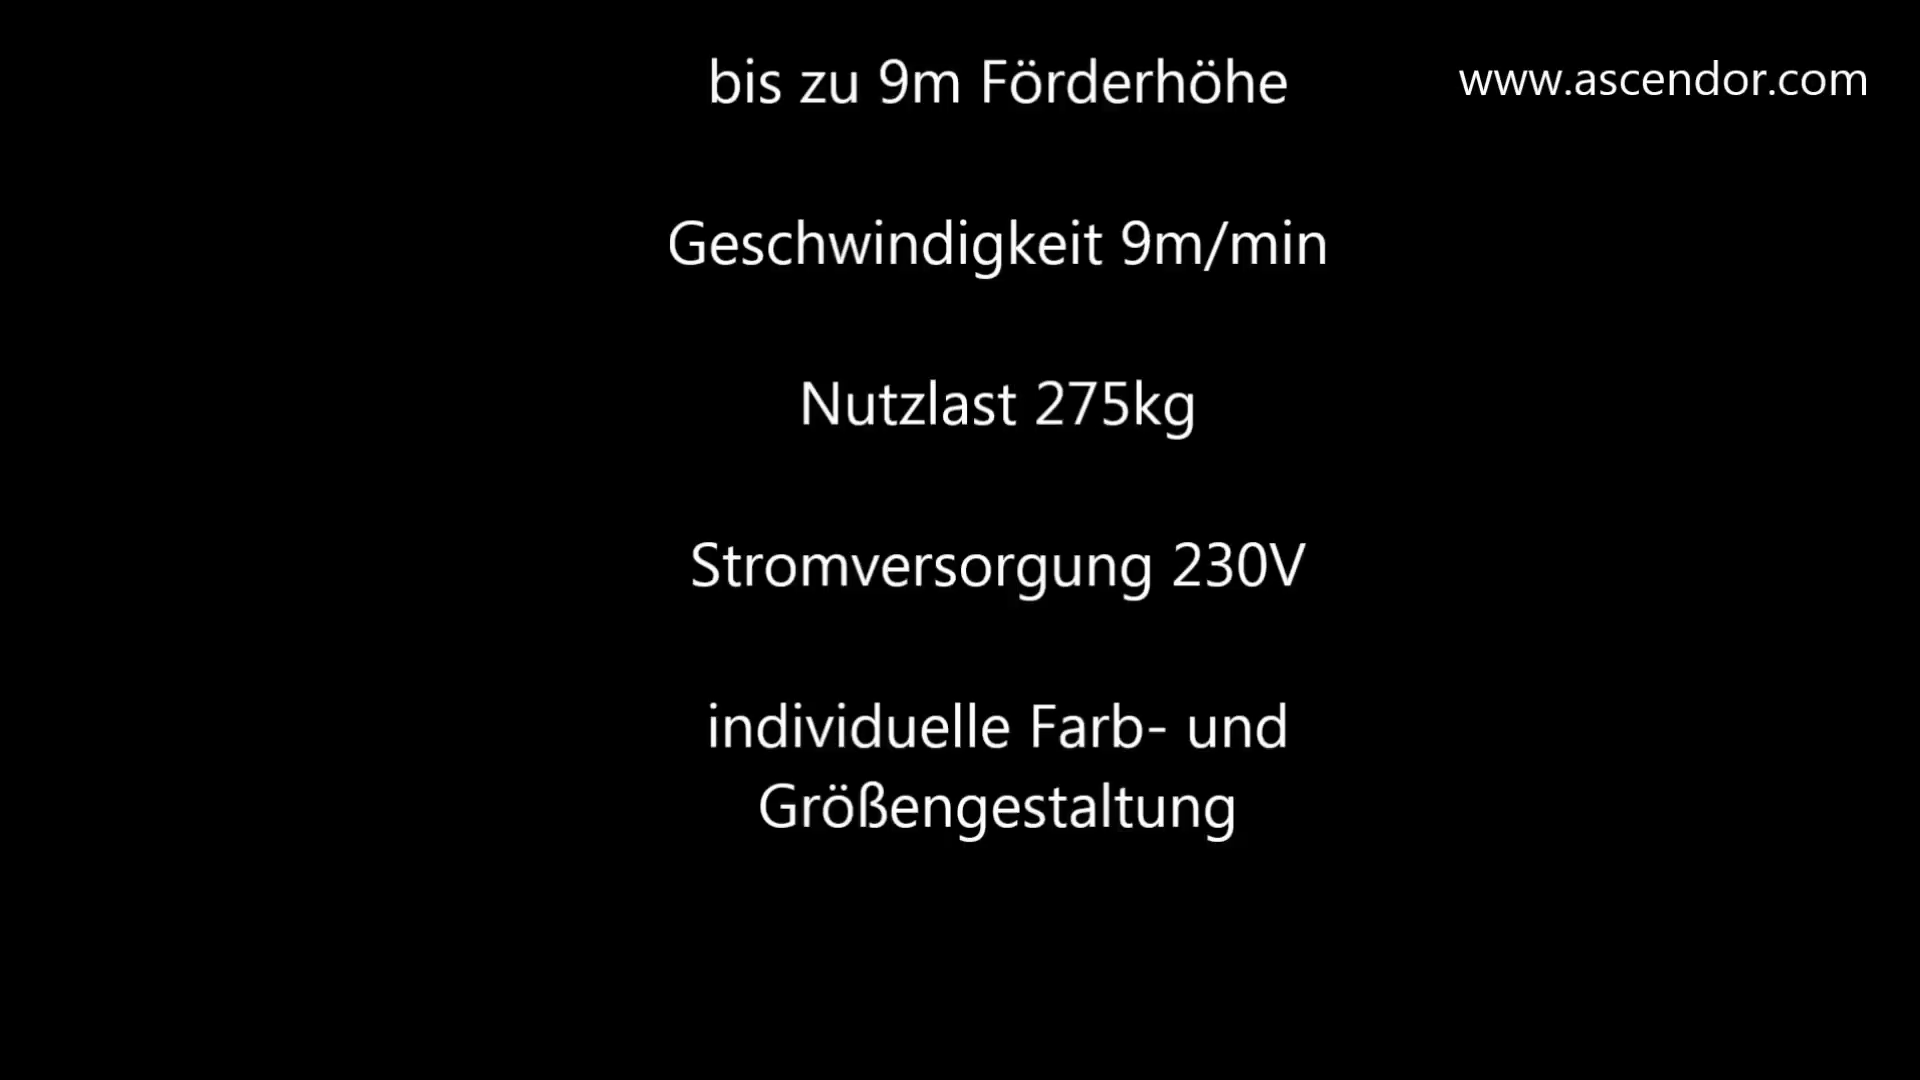 bis zu 9m Förderhöhe
www.ascendor.com
Geschwindigkeit 9m/min
Nutzlast 275kg
Stromversorgung 230V
individuelle Farb- und
Größengestaltung